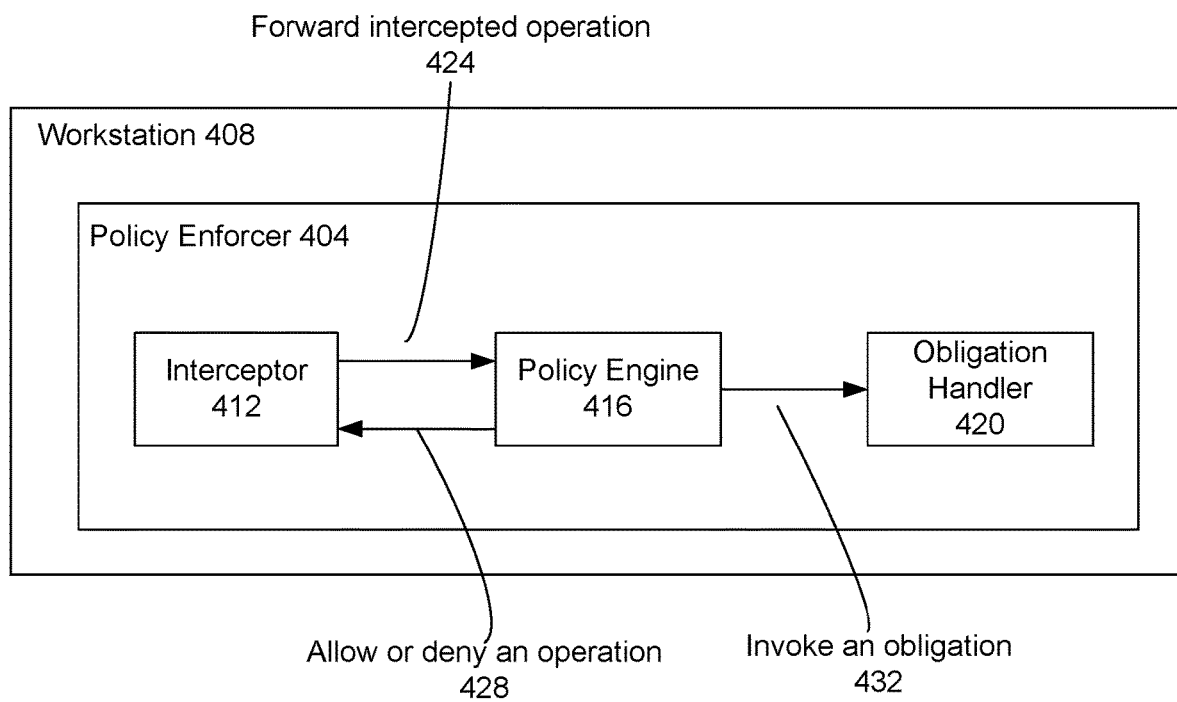 Forward intercepted operation
424
Workstation 408
Policy Enforcer 404
Interceptor
412
Policy Engine
416
Obligation
Handler
420
Allow or deny an operation
428
Invoke an obligation
432